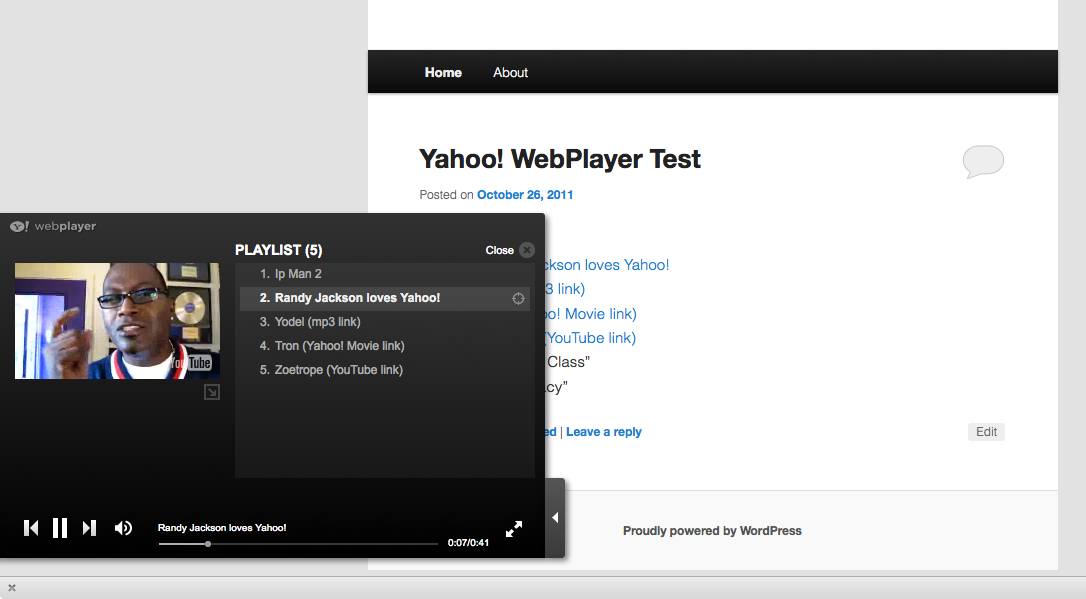 Home About
Yahoo! WebPlayer Test
Posted on October 26, 2011
Y! webplayer
PLAYLIST (5) Close
1. Ip Man 2
2. Randy Jackson loves Yahoo!
3. Yodel (mp3 link)
4. Tron (Yahoo! Movie link)
5. Zoetrope (YouTube link)
YouTube
Randy Jackson loves Yahoo!
0:07/0:41
ckson loves Yahoo!
3 link)
oo! Movie link)
YouTube link)
Class”
cy”
ed | Leave a reply
Edit
Proudly powered by WordPress